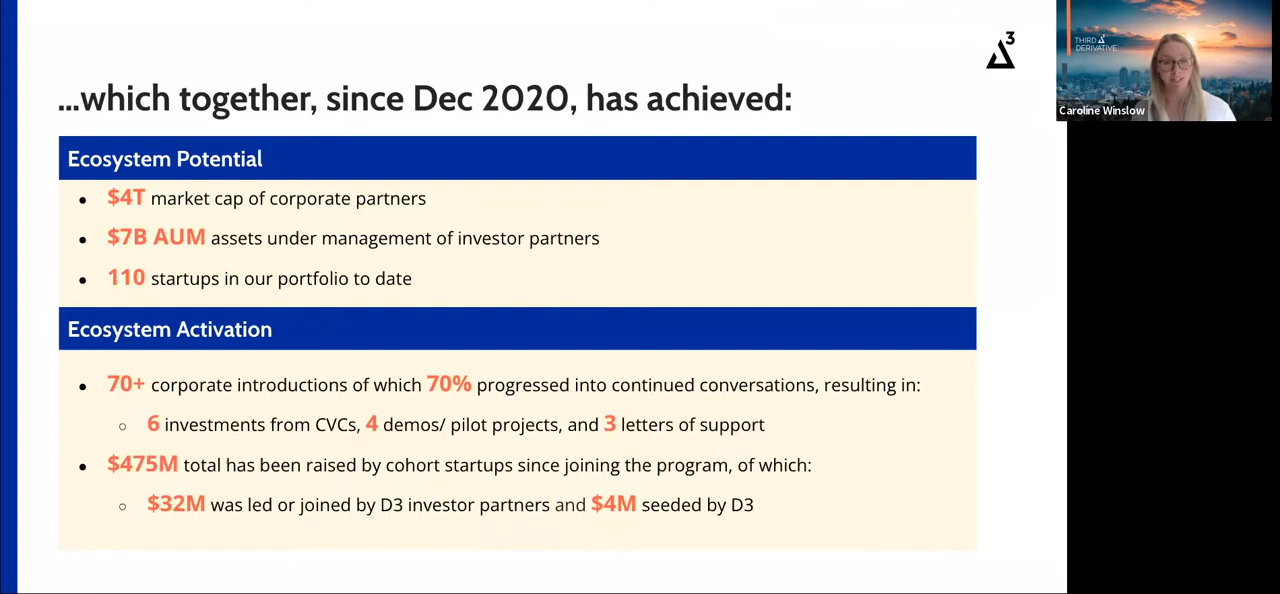 Δ3
THIRD
DERIVATIVE
Caroline Winslow
...which together, since Dec 2020, has achieved:
Ecosystem Potential
● $4T market cap of corporate partners
● $7B AUM assets under management of investor partners
● 110 startups in our portfolio to date
Ecosystem Activation
● 70+ corporate introductions of which 70% progressed into continued conversations, resulting in:
○ 6 investments from CVCs, 4 demos/ pilot projects, and 3 letters of support
● $475M total has been raised by cohort startups since joining the program, of which:
○ $32M was led or joined by D3 investor partners and $4M seeded by D3